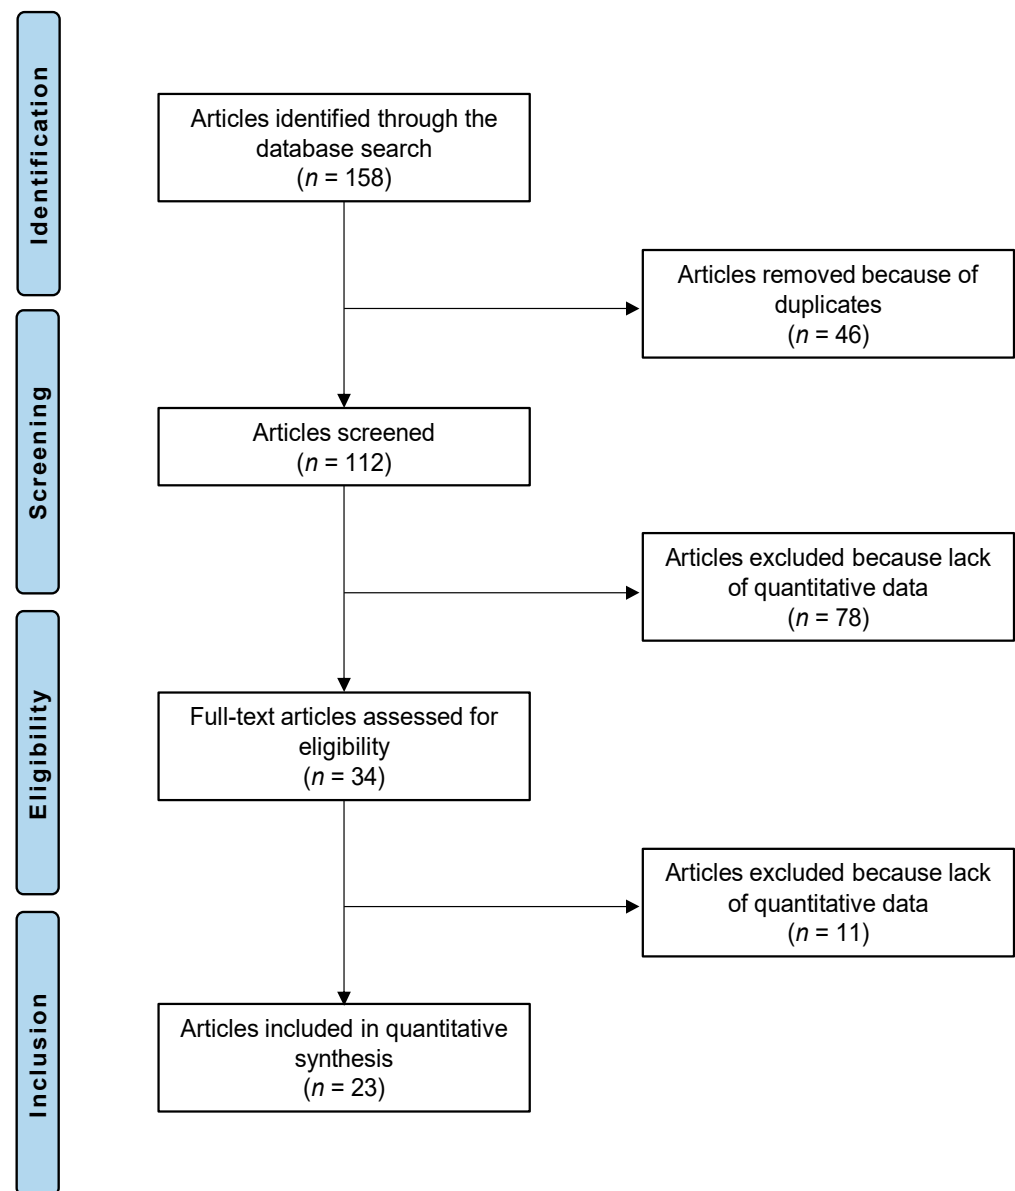 Identification
Articles identified through the
database search
(n = 158)
Articles removed because of
duplicates
(n = 46)
Screening
Articles screened
(n = 112)
Articles excluded because lack
of quantitative data
(n = 78)
Eligibility
Full-text articles assessed for
eligibility
(n = 34)
Articles excluded because lack
of quantitative data
(n = 11)
Inclusion
Articles included in quantitative
synthesis
(n = 23)